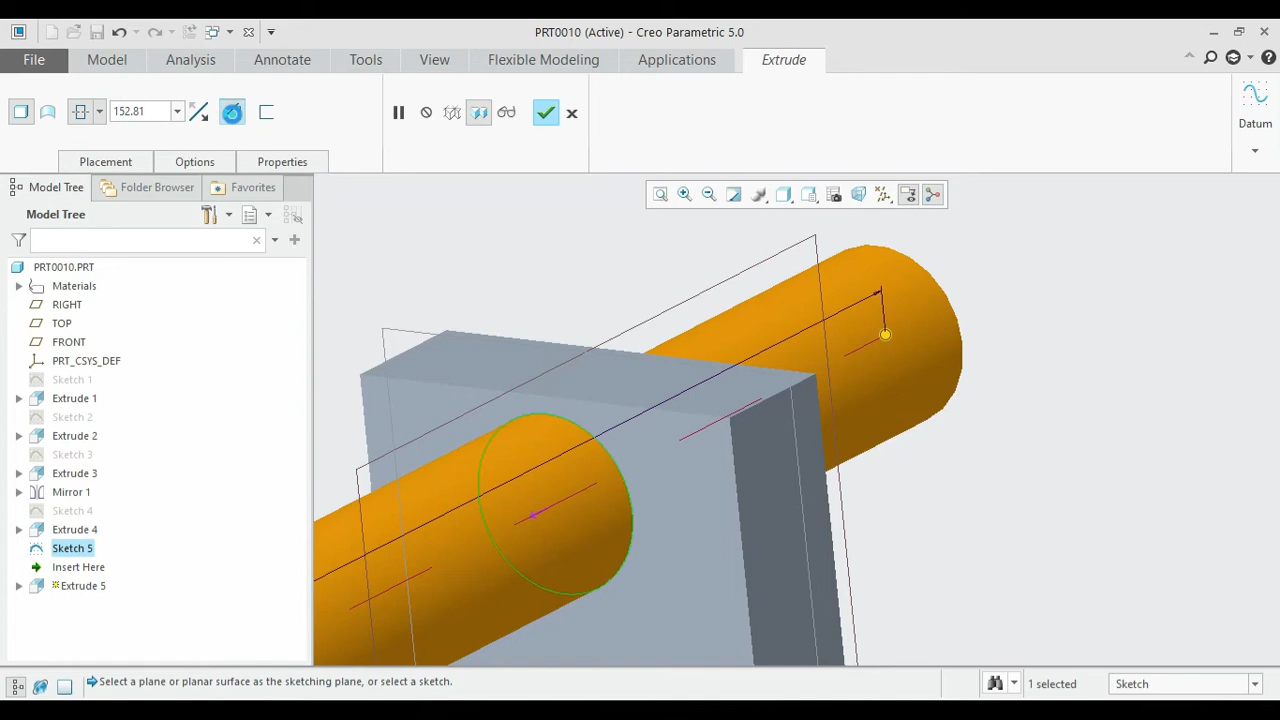 PRT0010 (Active) - Creo Parametric 5.0
File Model Analysis Annotate Tools View Flexible Modeling Applications Extrude
152.81
Datum
Placement Options Properties
Model Tree Folder Browser Favorites
Model Tree
PRT0010.PRT
Materials
RIGHT
TOP
FRONT
PRT_CSYS_DEF
Sketch 1
Extrude 1
Sketch 2
Extrude 2
Sketch 3
Extrude 3
Mirror 1
Sketch 4
Extrude 4
Sketch 5
Insert Here
Extrude 5
Select a plane or planar surface as the sketching plane, or select a sketch.
1 selected
Sketch